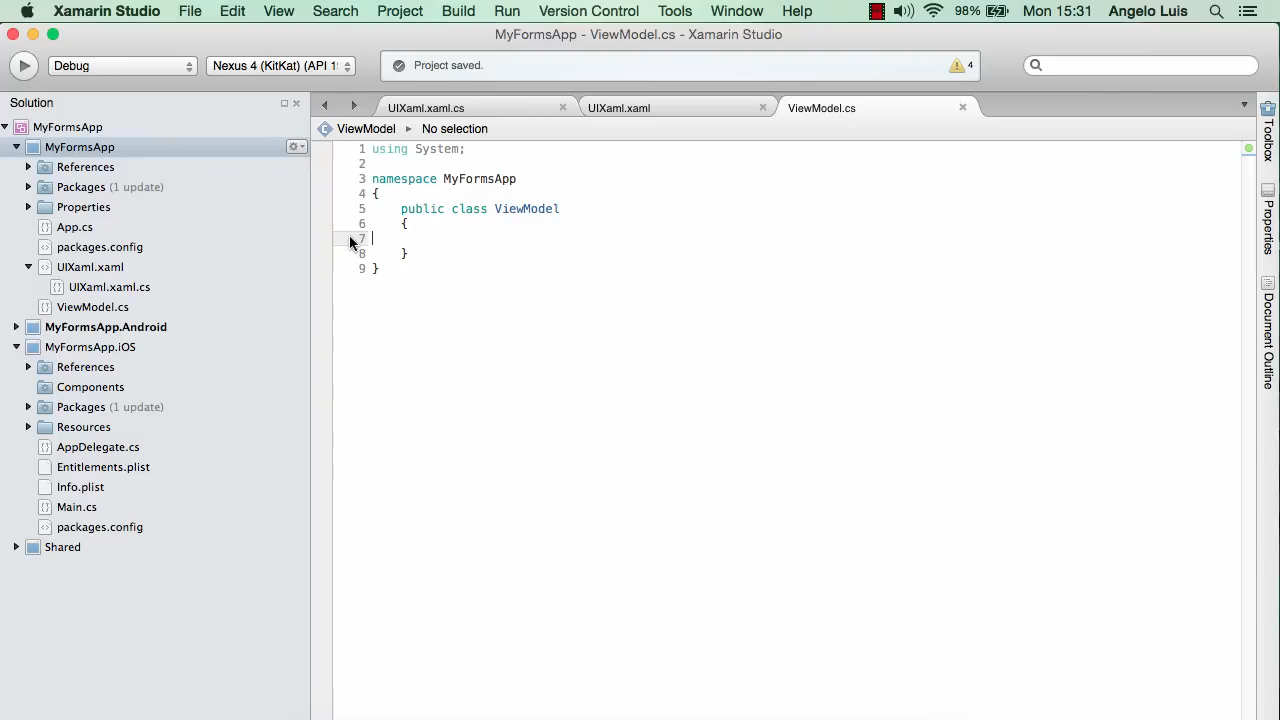 Xamarin Studio File Edit View Search Project Build Run Version Control Tools Window Help 98% Mon 15:31 Angelo Luis
MyFormsApp - ViewModel.cs - Xamarin Studio
Debug Nexus 4 (KitKat) (API 1 Project saved. 4
Solution
MyFormsApp
MyFormsApp
References
Packages (1 update)
Properties
App.cs
packages.config
UIXaml.xaml
UIXaml.xaml.cs
ViewModel.cs
MyFormsApp.Android
MyFormsApp.iOS
References
Components
Packages (1 update)
Resources
AppDelegate.cs
Entitlements.plist
Info.plist
Main.cs
packages.config
Shared
UIXaml.xaml.cs UIXaml.xaml ViewModel.cs
ViewModel No selection
1 using System;
2
3 namespace MyFormsApp
4 {
5 public class ViewModel
6 {
7
8 }
9 }
Toolbox
Properties
Document Outline